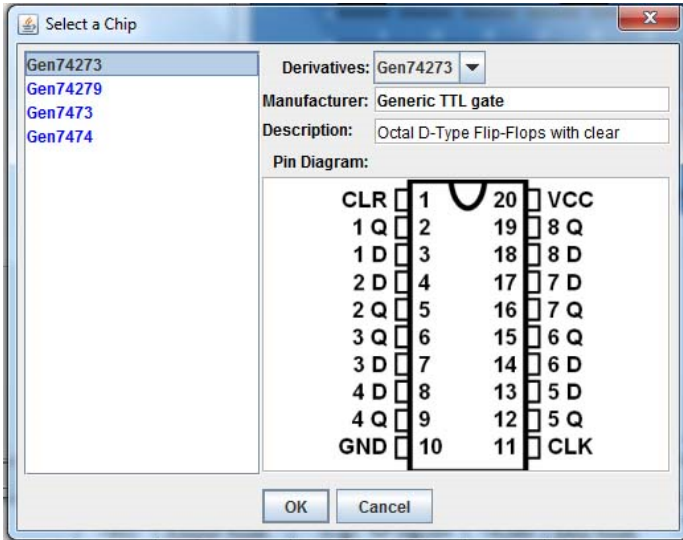 Select a Chip
Gen74273
Gen74279
Gen7473
Gen7474
Derivatives: Gen74273
Manufacturer: Generic TTL gate
Description: Octal D-Type Flip-Flops with clear
Pin Diagram:
CLR 1 20 VCC
1 Q 2 19 8 Q
1 D 3 18 8 D
2 D 4 17 7 D
2 Q 5 16 7 Q
3 Q 6 15 6 Q
3 D 7 14 6 D
4 D 8 13 5 D
4 Q 9 12 5 Q
GND 10 11 CLK
OK Cancel